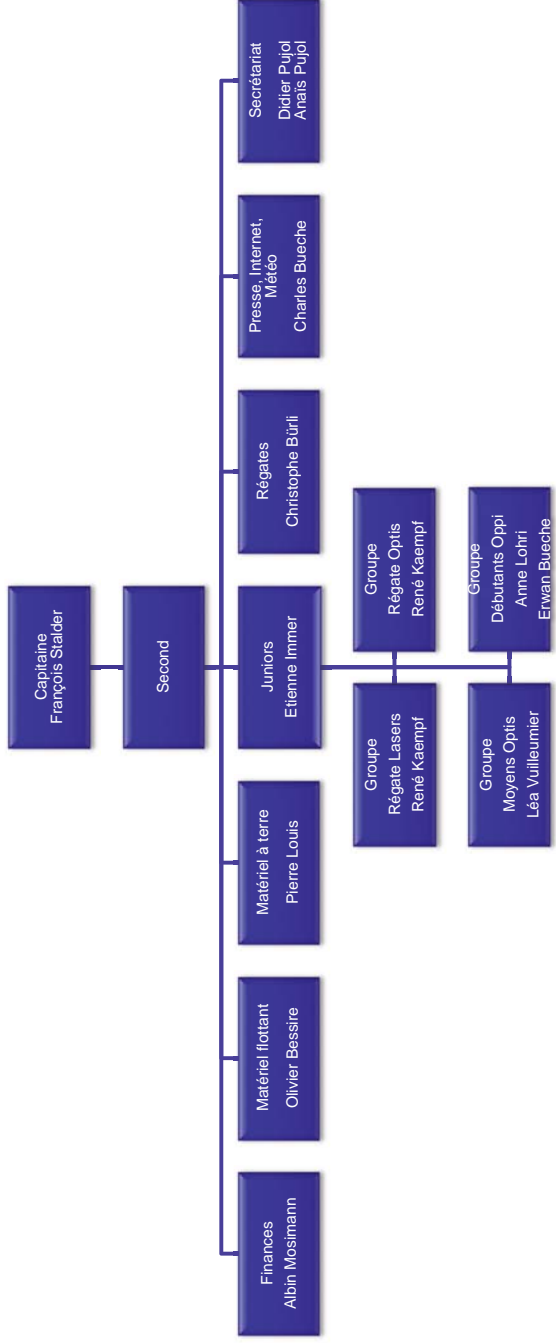 Capitaine
François Stalder
Second
Finances
Albin Mosimann
Matériel flottant
Olivier Bessire
Matériel à terre
Pierre Louis
Juniors
Etienne Immer
Régates
Christophe Bürli
Presse, Internet,
Météo
Charles Bueche
Secrétariat
Didier Pujol
Anaïs Pujol
Groupe
Régate Lasers
René Kaempf
Groupe
Régate Optis
René Kaempf
Groupe
Moyens Optis
Léa Vuilleumier
Groupe
Débutants Oppi
Anne Lohri
Erwan Bueche